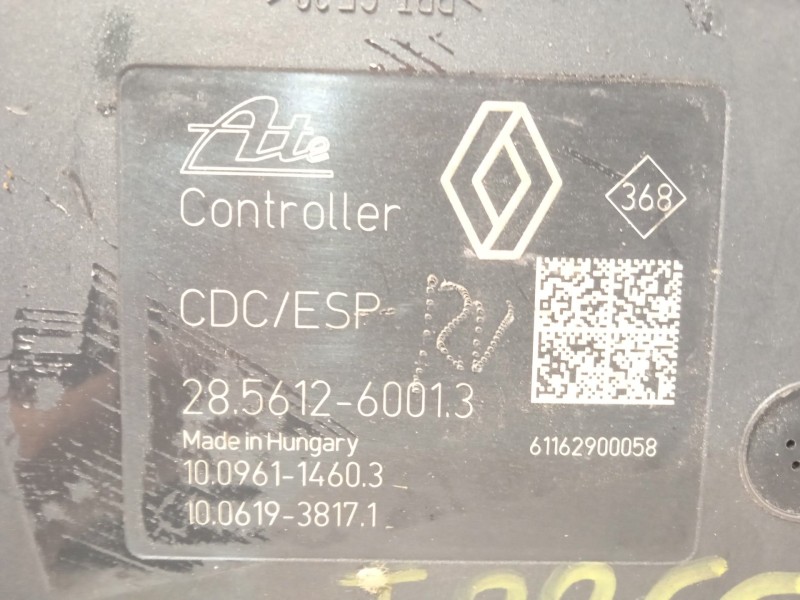 Ate
368
Controller
CDC/ESP
28.5612-6001.3
Made in Hungary
61162900058
10.0961-1460.3
10.0619-3817.1